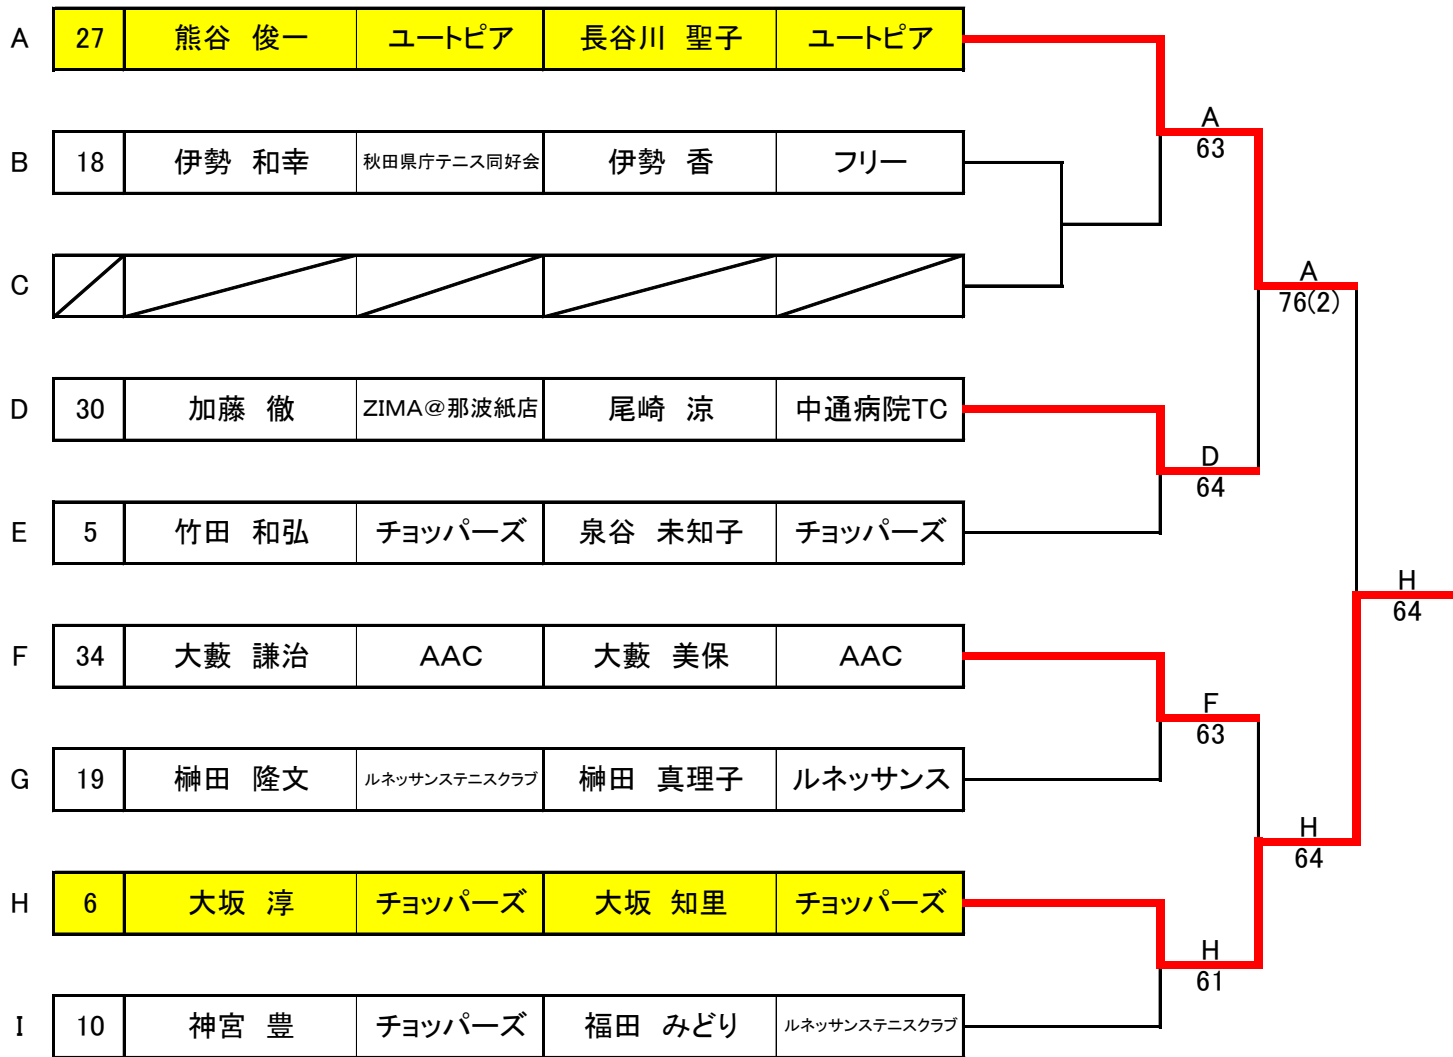 A 27 熊谷 俊一 ユートピア 長谷川 聖子 ユートピア
A
63
B 18 伊勢 和幸 秋田県庁テニス同好会 伊勢 香 フリー
C
A
76(2)
D 30 加藤 徹 ZIMA@那波紙店 尾崎 涼 中通病院TC
D
64
E 5 竹田 和弘 チョッパーズ 泉谷 未知子 チョッパーズ
H
64
F 34 大藪 謙治 AAC 大藪 美保 AAC
F
63
G 19 榊田 隆文 ルネッサンステニスクラブ 榊田 真理子 ルネッサンス
H
64
H 6 大坂 淳 チョッパーズ 大坂 知里 チョッパーズ
H
61
I 10 神宮 豊 チョッパーズ 福田 みどり ルネッサンステニスクラブ